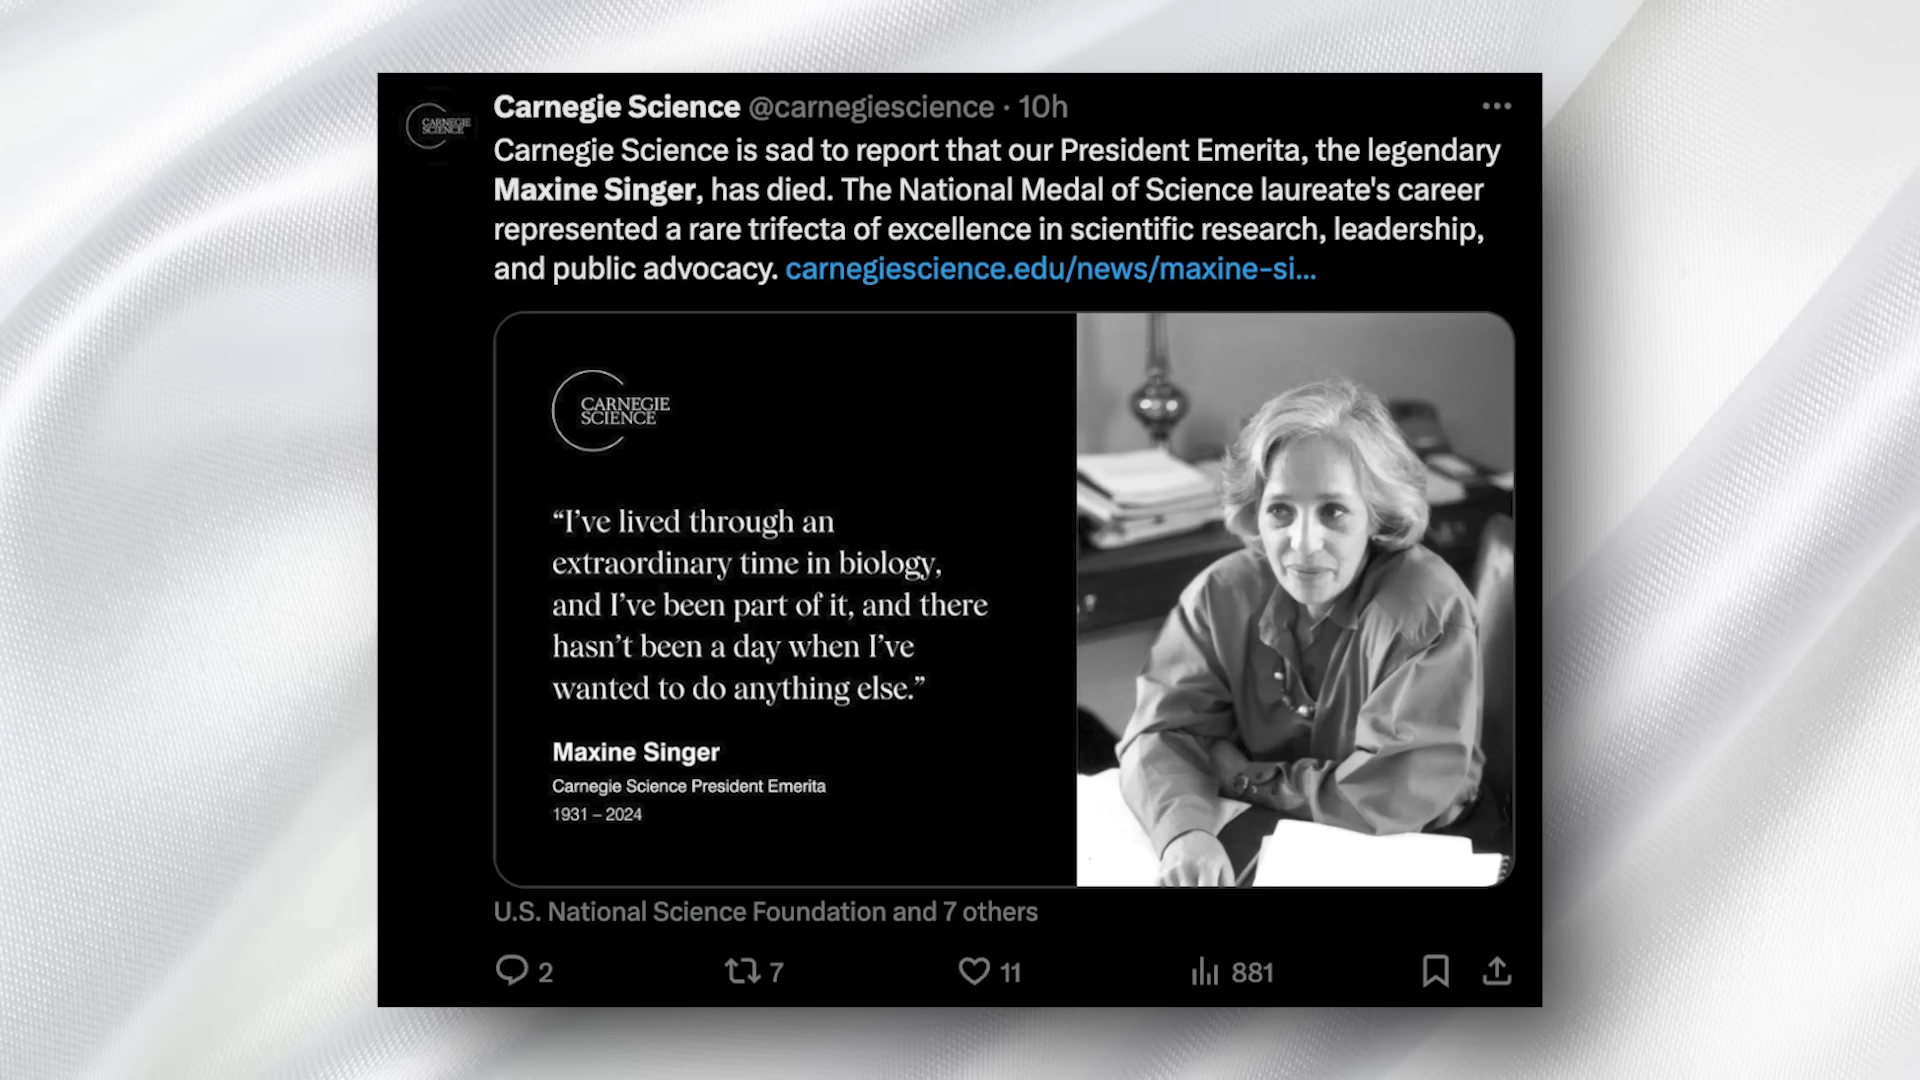 CARNEGIE
SCIENCE
Carnegie Science @carnegiescience · 10h
Carnegie Science is sad to report that our President Emerita, the legendary
Maxine Singer, has died. The National Medal of Science laureate's career
represented a rare trifecta of excellence in scientific research, leadership,
and public advocacy. carnegiescience.edu/news/maxine-si...
CARNEGIE
SCIENCE
“I’ve lived through an
extraordinary time in biology,
and I’ve been part of it, and there
hasn’t been a day when I’ve
wanted to do anything else.”
Maxine Singer
Carnegie Science President Emerita
1931 – 2024
U.S. National Science Foundation and 7 others
2 7 11 881